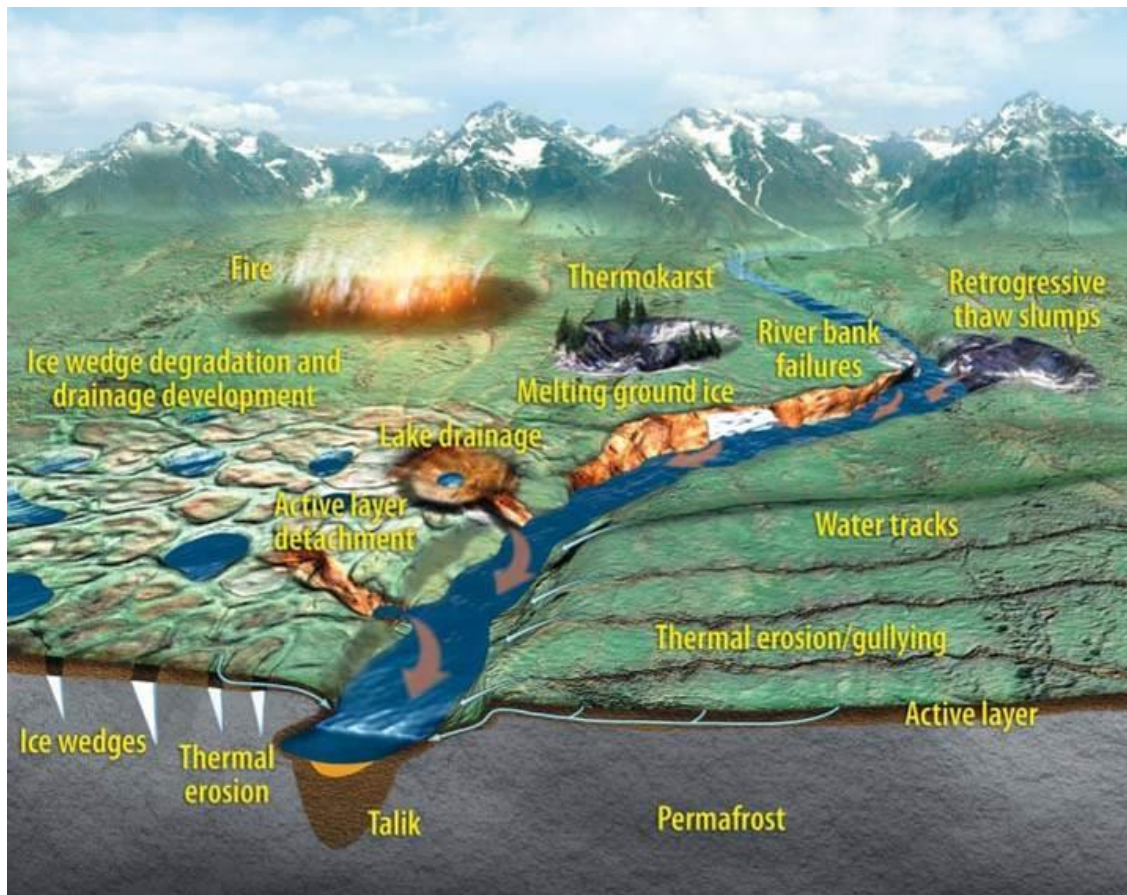 Fire
Thermokarst
Retrogressive
thaw slumps
River bank
failures
Ice wedge degradation and
drainage development
Melting ground ice
Lake drainage
Active layer
detachment
Water tracks
Thermal erosion/gullying
Active layer
Ice wedges
Thermal
erosion
Talik
Permafrost